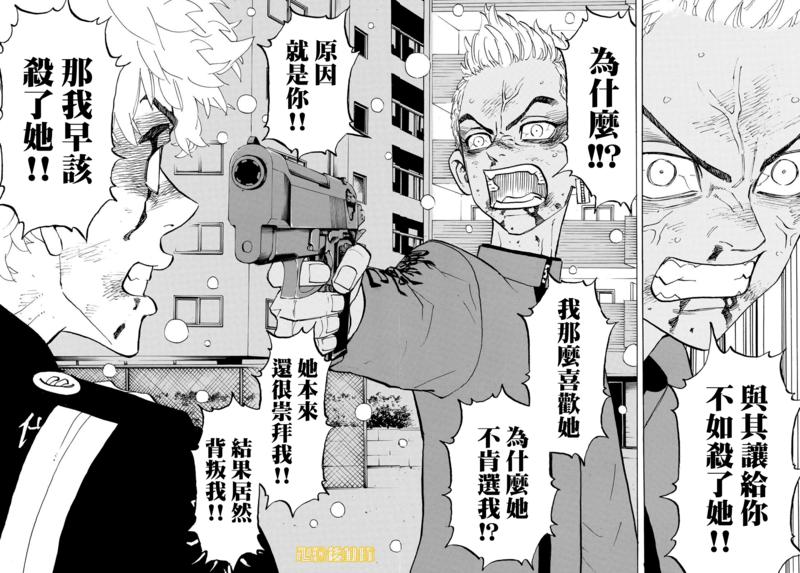 與其讓給你
不如殺了她!!
為什麼!!?
我那麼喜歡她
為什麼她
不肯選我!?
原因
就是你!!
她本來
還很崇拜我!!
結果居然
背叛我!!
那我早該
殺了她!!